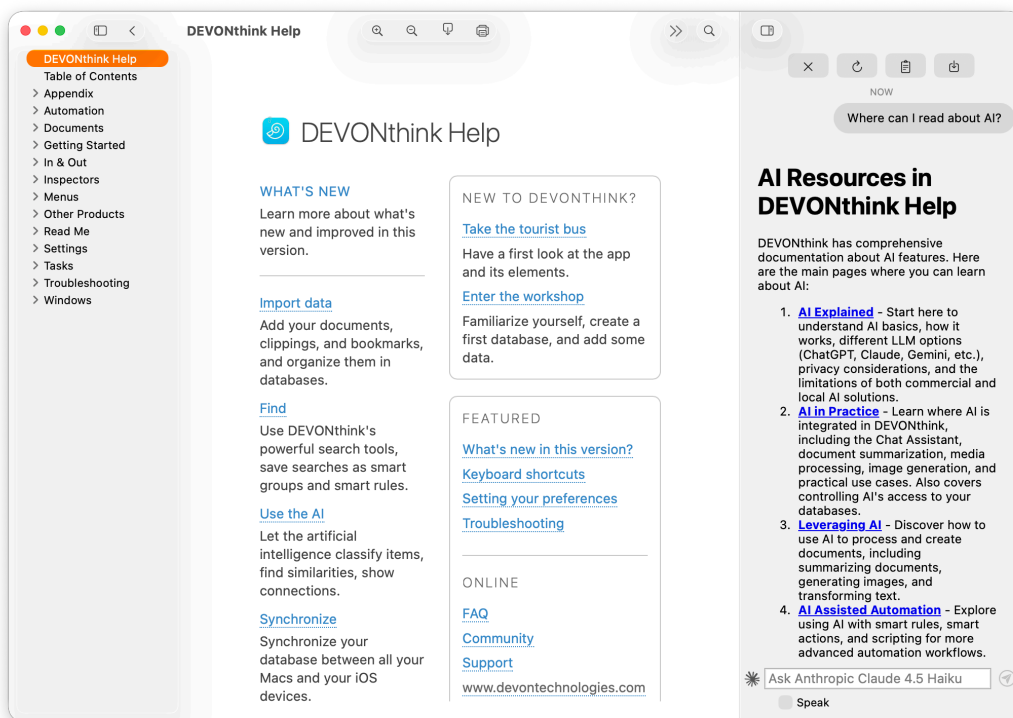 DEVONthink Help
DEVONthink Help
Table of Contents
Appendix
Automation
Documents
Getting Started
In & Out
Inspectors
Menus
Other Products
Read Me
Settings
Tasks
Troubleshooting
Windows
DEVONthink Help
WHAT'S NEW
Learn more about what's
new and improved in this
version.
Import data
Add your documents,
clippings, and bookmarks,
and organize them in
databases.
Find
Use DEVONthink's
powerful search tools,
save searches as smart
groups and smart rules.
Use the AI
Let the artificial
intelligence classify items,
find similarities, show
connections.
Synchronize
Synchronize your
database between all your
Macs and your iOS
devices.
NEW TO DEVONTHINK?
Take the tourist bus
Have a first look at the app
and its elements.
Enter the workshop
Familiarize yourself, create a
first database, and add some
data.
FEATURED
What's new in this version?
Keyboard shortcuts
Setting your preferences
Troubleshooting
ONLINE
FAQ
Community
Support
www.devontechnologies.com
NOW
Where can I read about AI?
AI Resources in
DEVONthink Help
DEVONthink has comprehensive
documentation about AI features. Here
are the main pages where you can learn
about AI:
1. AI Explained - Start here to
understand AI basics, how it
works, different LLM options
(ChatGPT, Claude, Gemini, etc.),
privacy considerations, and the
limitations of both commercial and
local AI solutions.
2. AI in Practice - Learn where AI is
integrated in DEVONthink,
including the Chat Assistant,
document summarization, media
processing, image generation, and
practical use cases. Also covers
controlling AI's access to your
databases.
3. Leveraging AI - Discover how to
use AI to process and create
documents, including
summarizing documents,
generating images, and
transforming text.
4. AI Assisted Automation - Explore
using AI with smart rules, smart
actions, and scripting for more
advanced automation workflows.
Ask Anthropic Claude 4.5 Haiku
Speak